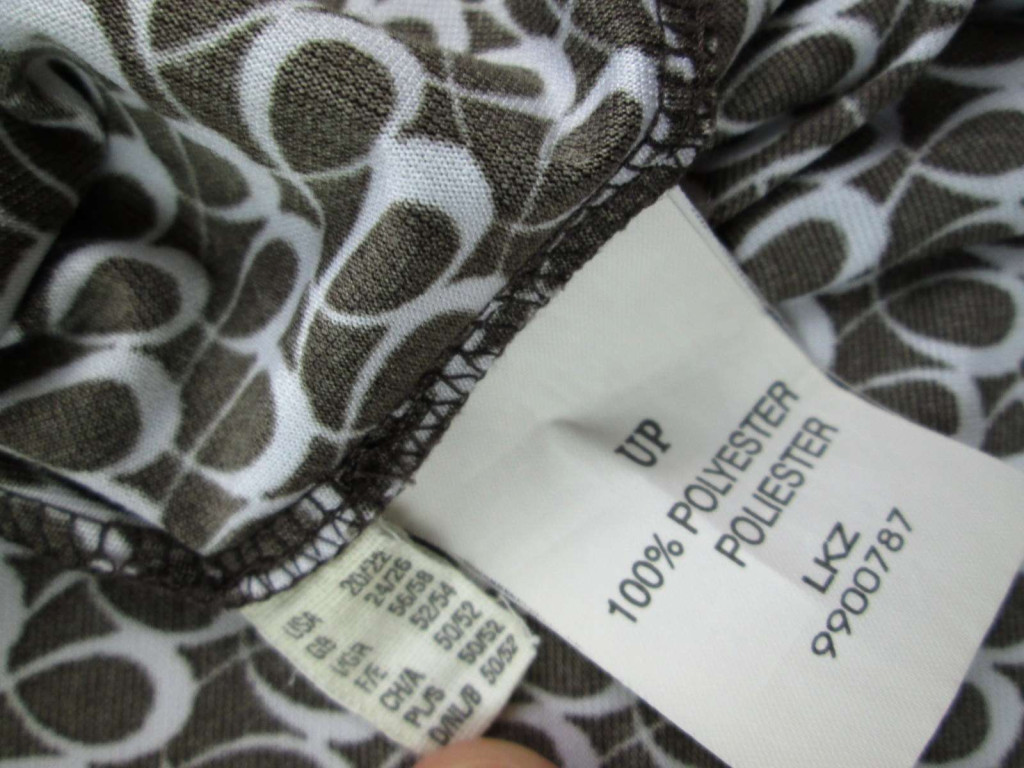 USA 20/22
GB 24/26
I/GR 56/58
F/E 52/54
CH/A 50/52
PL/S 50/52
D/NL/B 50/52
UP
100% POLYESTER
POLIESTER
LKZ
9900787